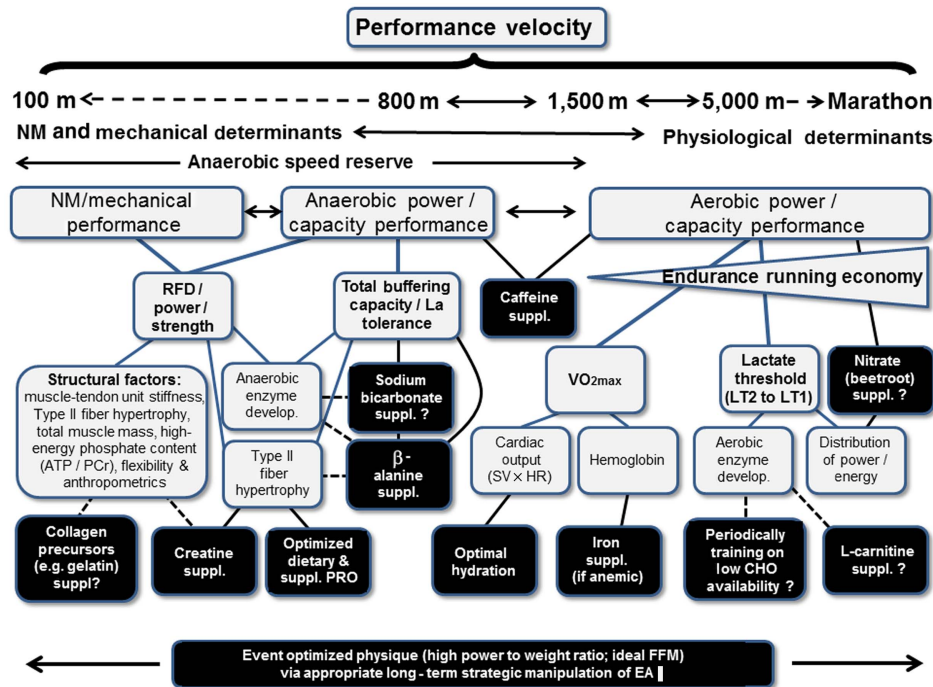 Performance velocity
100 m
800 m
1,500 m
5,000 m
Marathon
NM and mechanical determinants
Physiological determinants
Anaerobic speed reserve
NM/mechanical
performance
Anaerobic power /
capacity performance
Aerobic power /
capacity performance
Endurance running economy
RFD /
power /
strength
Total buffering
capacity / La
tolerance
Caffeine
suppl.
Structural factors:
muscle-tendon unit stiffness,
Type II fiber hypertrophy,
total muscle mass, high-
energy phosphate content
(ATP / PCr), flexibility &
anthropometrics
Anaerobic
enzyme
develop.
Sodium
bicarbonate
suppl. ?
VO2max
Lactate
threshold
(LT2 to LT1)
Nitrate
(beetroot)
suppl. ?
Type II
fiber
hypertrophy
β-
alanine
suppl.
Cardiac
output
(SV × HR)
Hemoglobin
Aerobic
enzyme
develop.
Distribution
of power /
energy
Collagen
precursors
(e.g. gelatin)
suppl?
Creatine
suppl.
Optimized
dietary &
suppl. PRO
Optimal
hydration
Iron
suppl.
(if anemic)
Periodically
training on
low CHO
availability ?
L-carnitine
suppl. ?
Event optimized physique (high power to weight ratio; ideal FFM)
via appropriate long - term strategic manipulation of EA